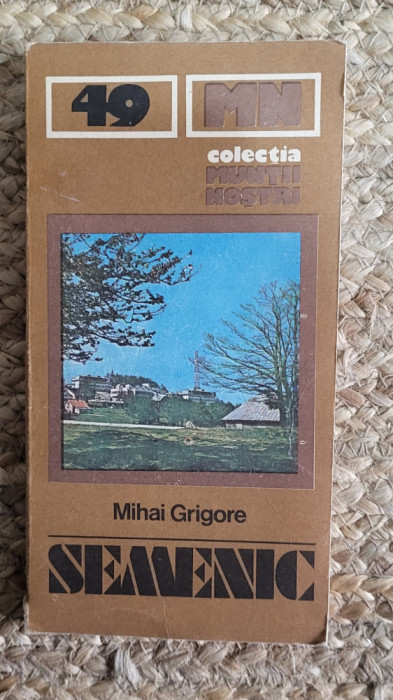 49
MN
colecția
MUNȚII
NOȘTRI
Mihai Grigore
SEMENIC